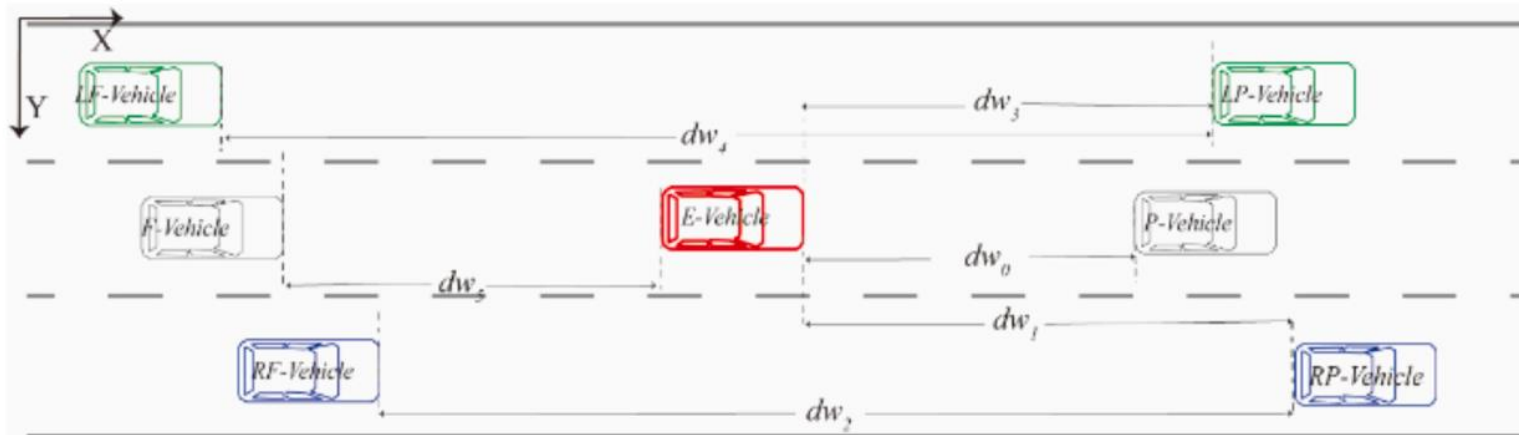 X
Y
LF-Vehicle
LP-Vehicle
dw₃
dw₄
F-Vehicle
E-Vehicle
P-Vehicle
dw₀
dw₅
dw₁
RF-Vehicle
RP-Vehicle
dw₂